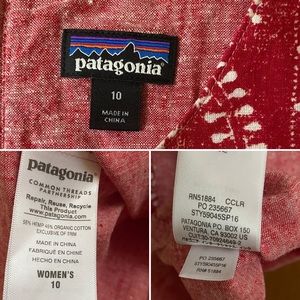 patagonia®
10
MADE IN
CHINA
patagonia®
COMMON THREADS
PARTNERSHIP
Repair, Reuse, Recycle
This Product
www.patagonia.com
55% HEMP 45% ORGANIC COTTON
EXCLUSIVE OF TRIM
MADE IN CHINA
FABRIQUÉ EN CHINE
HECHO EN CHINA
WOMEN'S
10
RN51884 CCLR
PO 235667
STY59045SP16
PATAGONIA PO. BOX 150
VENTURA, CA 93002
PO 235667
STY59045SP16
RN# 51884